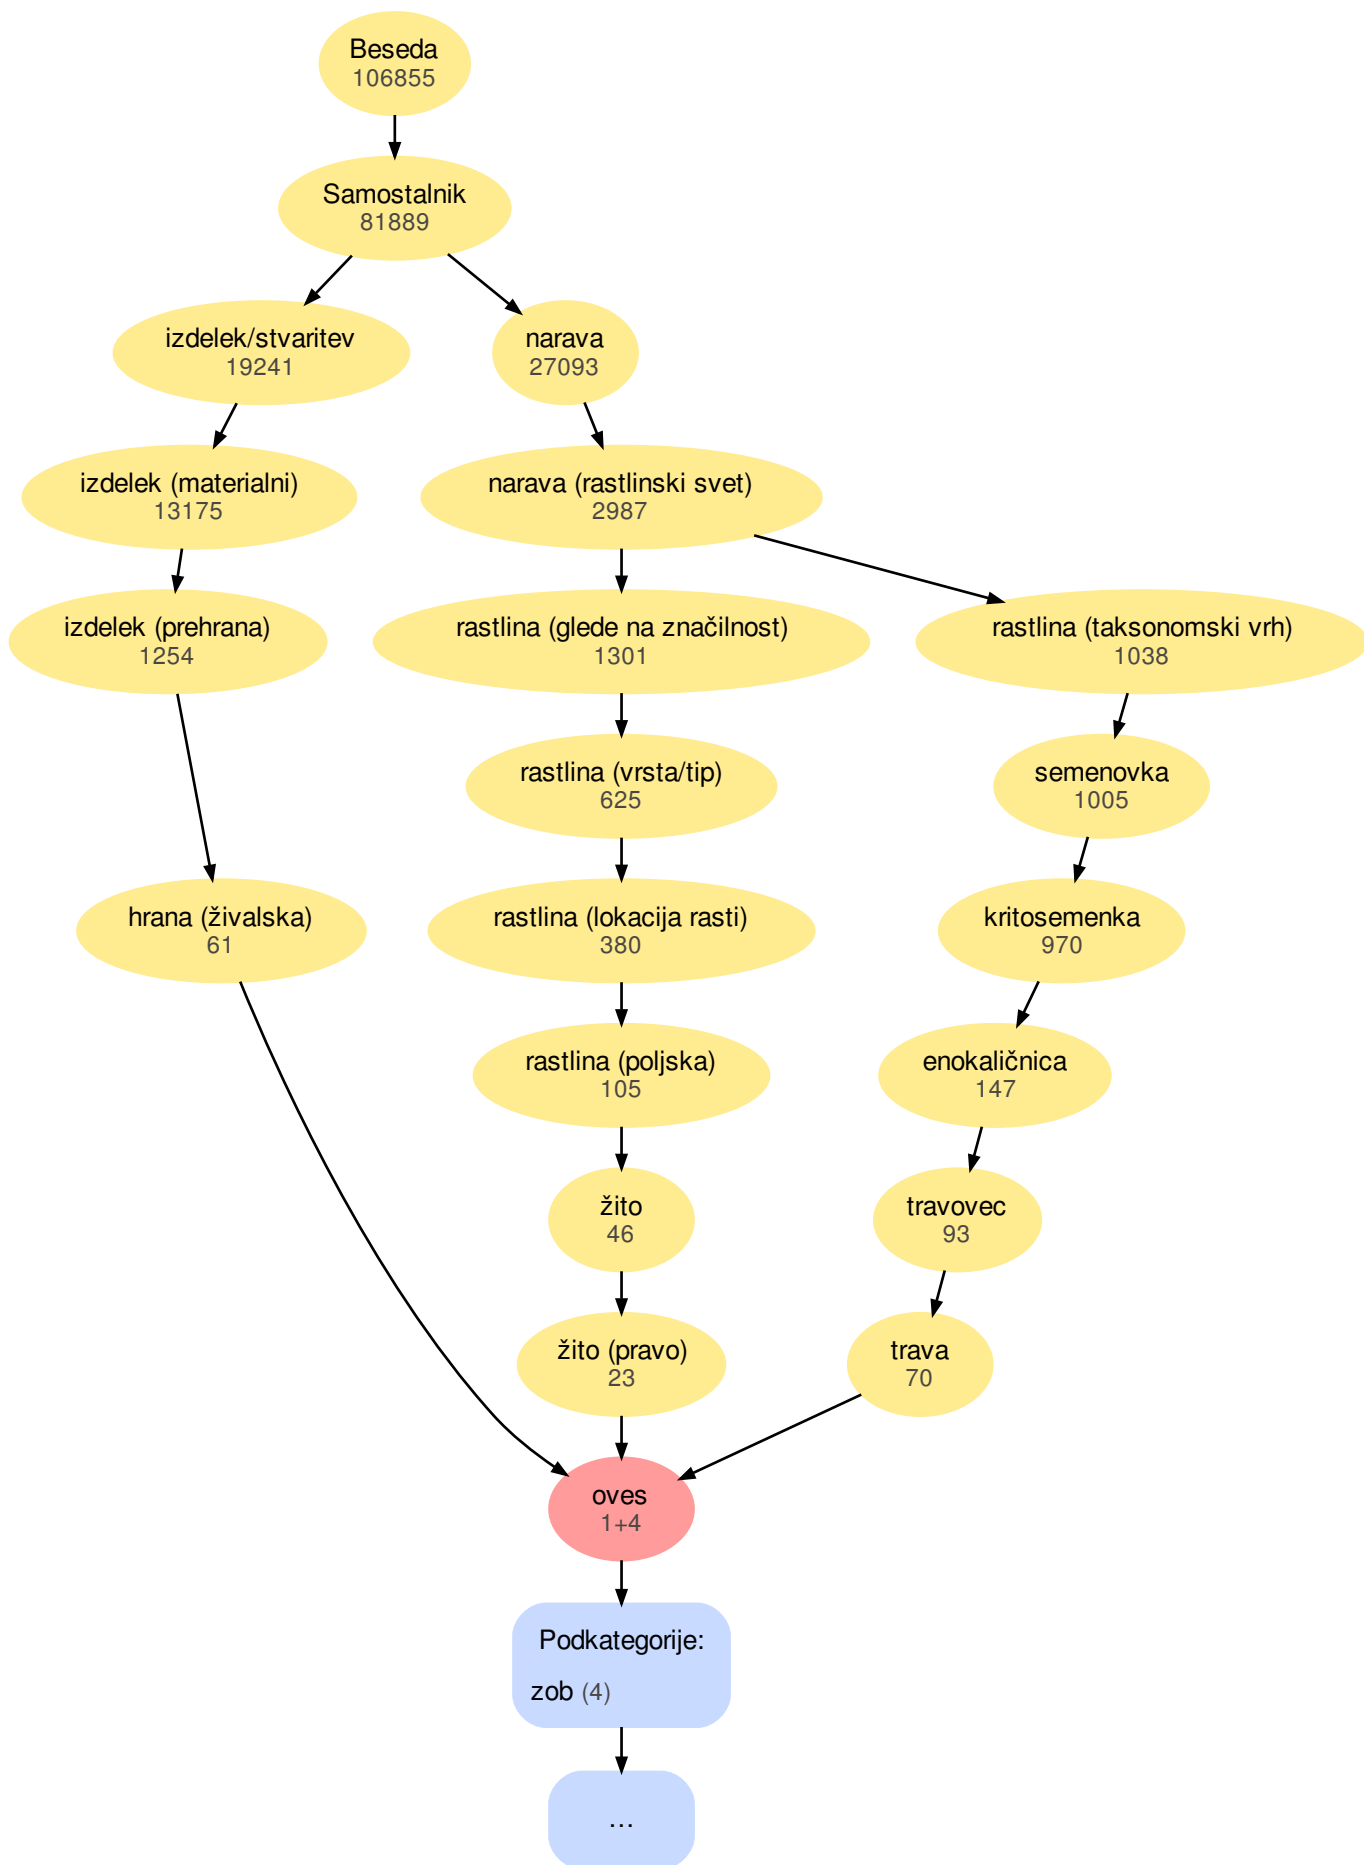 Beseda
106855
Samostalnik
81889
izdelek/stvaritev
19241
narava
27093
izdelek (materialni)
13175
narava (rastlinski svet)
2987
izdelek (prehrana)
1254
rastlina (glede na značilnost)
1301
rastlina (taksonomski vrh)
1038
rastlina (vrsta/tip)
625
semenovka
1005
hrana (živalska)
61
rastlina (lokacija rasti)
380
kritosemenka
970
rastlina (poljska)
105
enokaličnica
147
žito
46
travovec
93
žito (pravo)
23
trava
70
oves
1+4
Podkategorije:
zob (4)
...